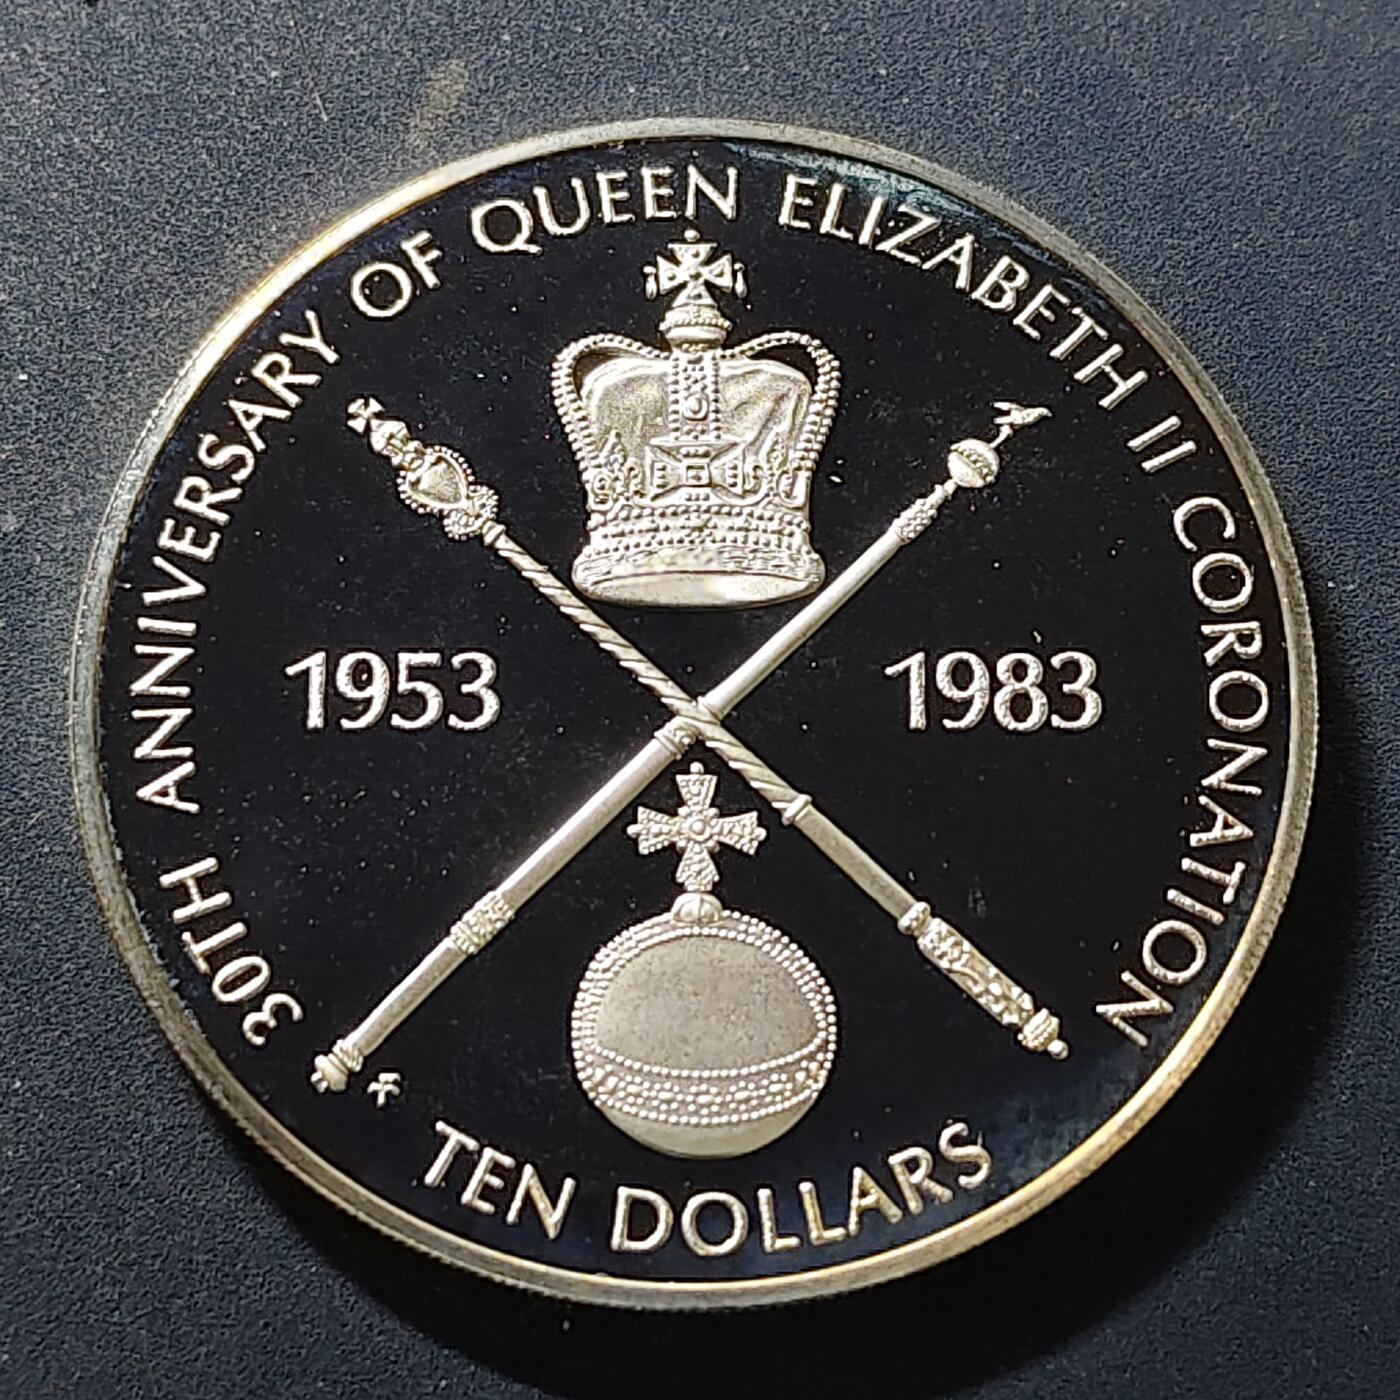 30TH ANNIVERSARY OF QUEEN ELIZABETH II CORONATION
1953
1983
TEN DOLLARS